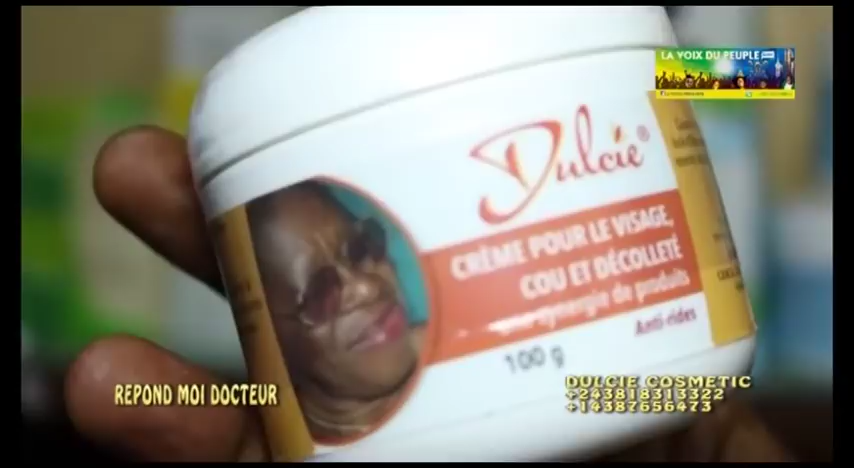 LA VOIX DU PEUPLE
Dulcie®
CRÈME POUR LE VISAGE,
COU ET DÉCOLLETÉ
synergie de produits
Anti-rides
100 g
REPOND MOI DOCTEUR
DULCIE COSMETIC
+243818313322
+14387656473